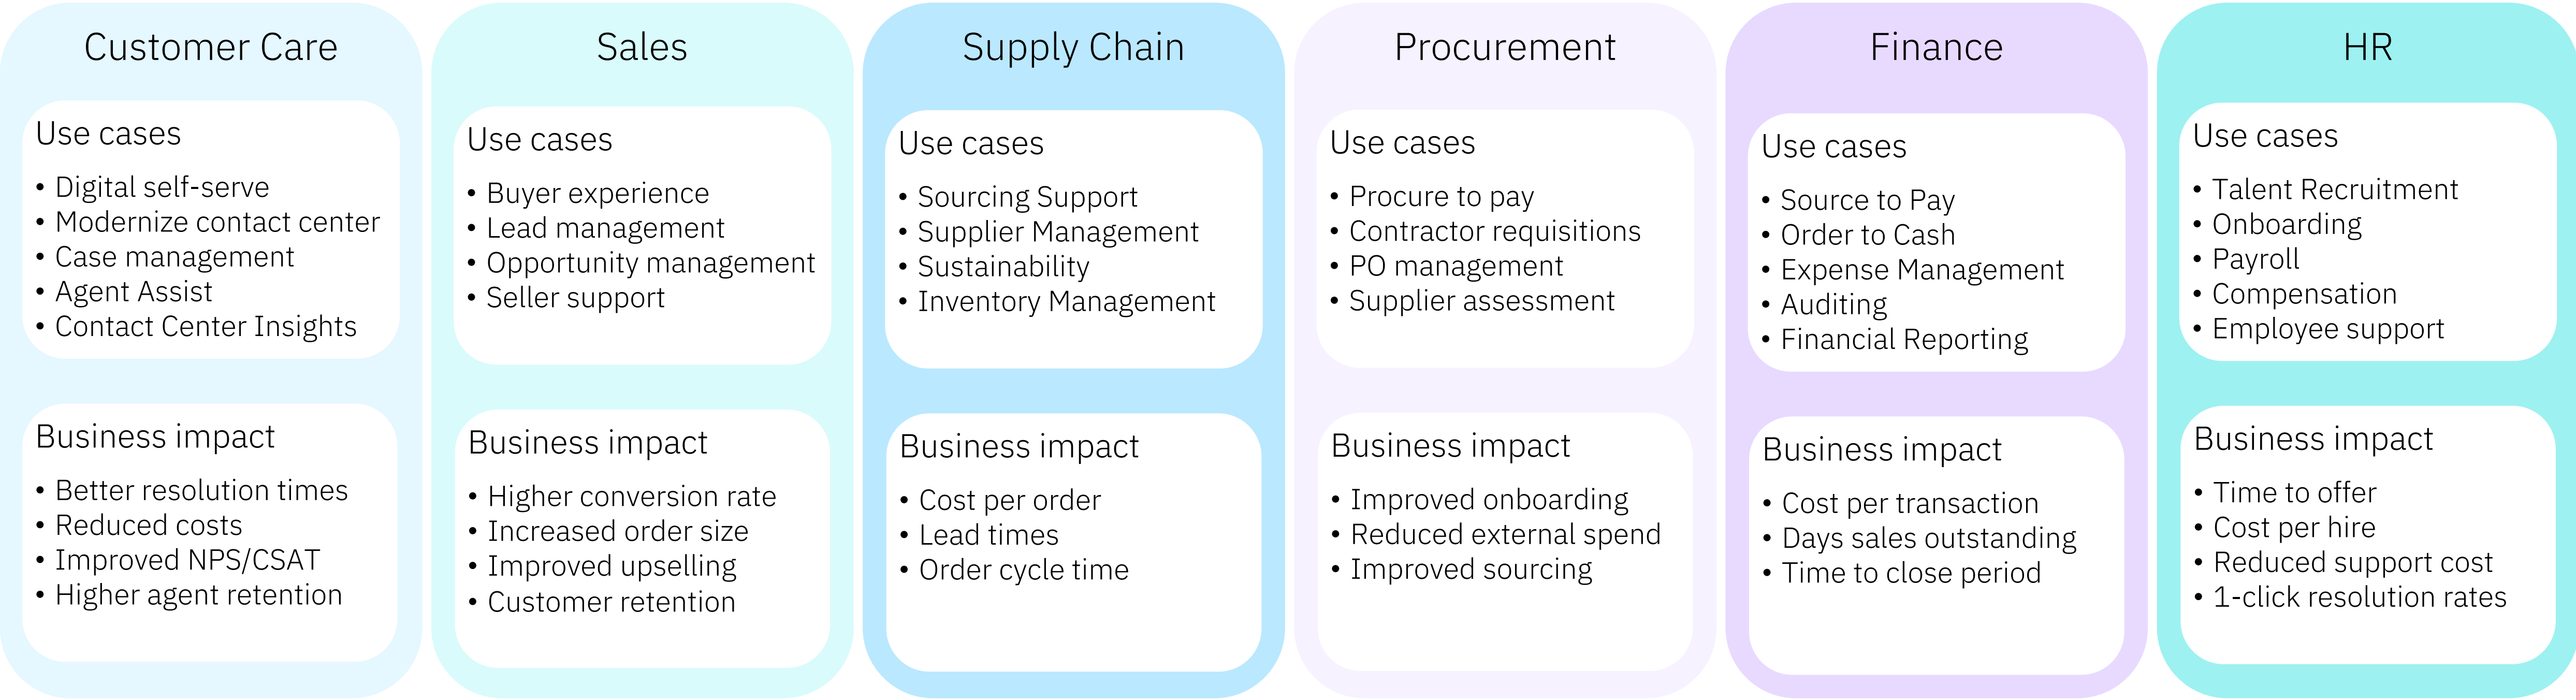 Customer Care
Use cases
• Digital self-serve
• Modernize contact center
• Case management
• Agent Assist
• Contact Center Insights
Business impact
• Better resolution times
• Reduced costs
• Improved NPS/CSAT
• Higher agent retention
Sales
Use cases
• Buyer experience
• Lead management
• Opportunity management
• Seller support
Business impact
• Higher conversion rate
• Increased order size
• Improved upselling
• Customer retention
Supply Chain
Use cases
• Sourcing Support
• Supplier Management
• Sustainability
• Inventory Management
Business impact
• Cost per order
• Lead times
• Order cycle time
Procurement
Use cases
• Procure to pay
• Contractor requisitions
• PO management
• Supplier assessment
Business impact
• Improved onboarding
• Reduced external spend
• Improved sourcing
Finance
Use cases
• Source to Pay
• Order to Cash
• Expense Management
• Auditing
• Financial Reporting
Business impact
• Cost per transaction
• Days sales outstanding
• Time to close period
HR
Use cases
• Talent Recruitment
• Onboarding
• Payroll
• Compensation
• Employee support
Business impact
• Time to offer
• Cost per hire
• Reduced support cost
• 1-click resolution rates